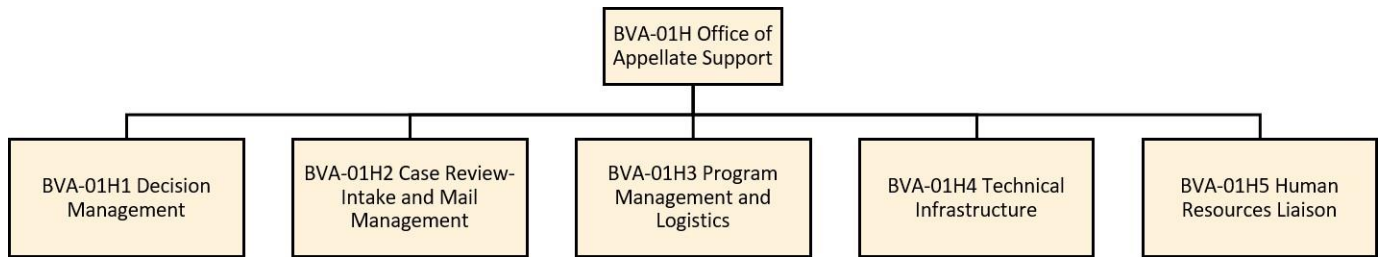 BVA-01H Office of
Appellate Support
BVA-01H1 Decision
Management
BVA-01H2 Case Review-
Intake and Mail
Management
BVA-01H3 Program
Management and
Logistics
BVA-01H4 Technical
Infrastructure
BVA-01H5 Human
Resources Liaison